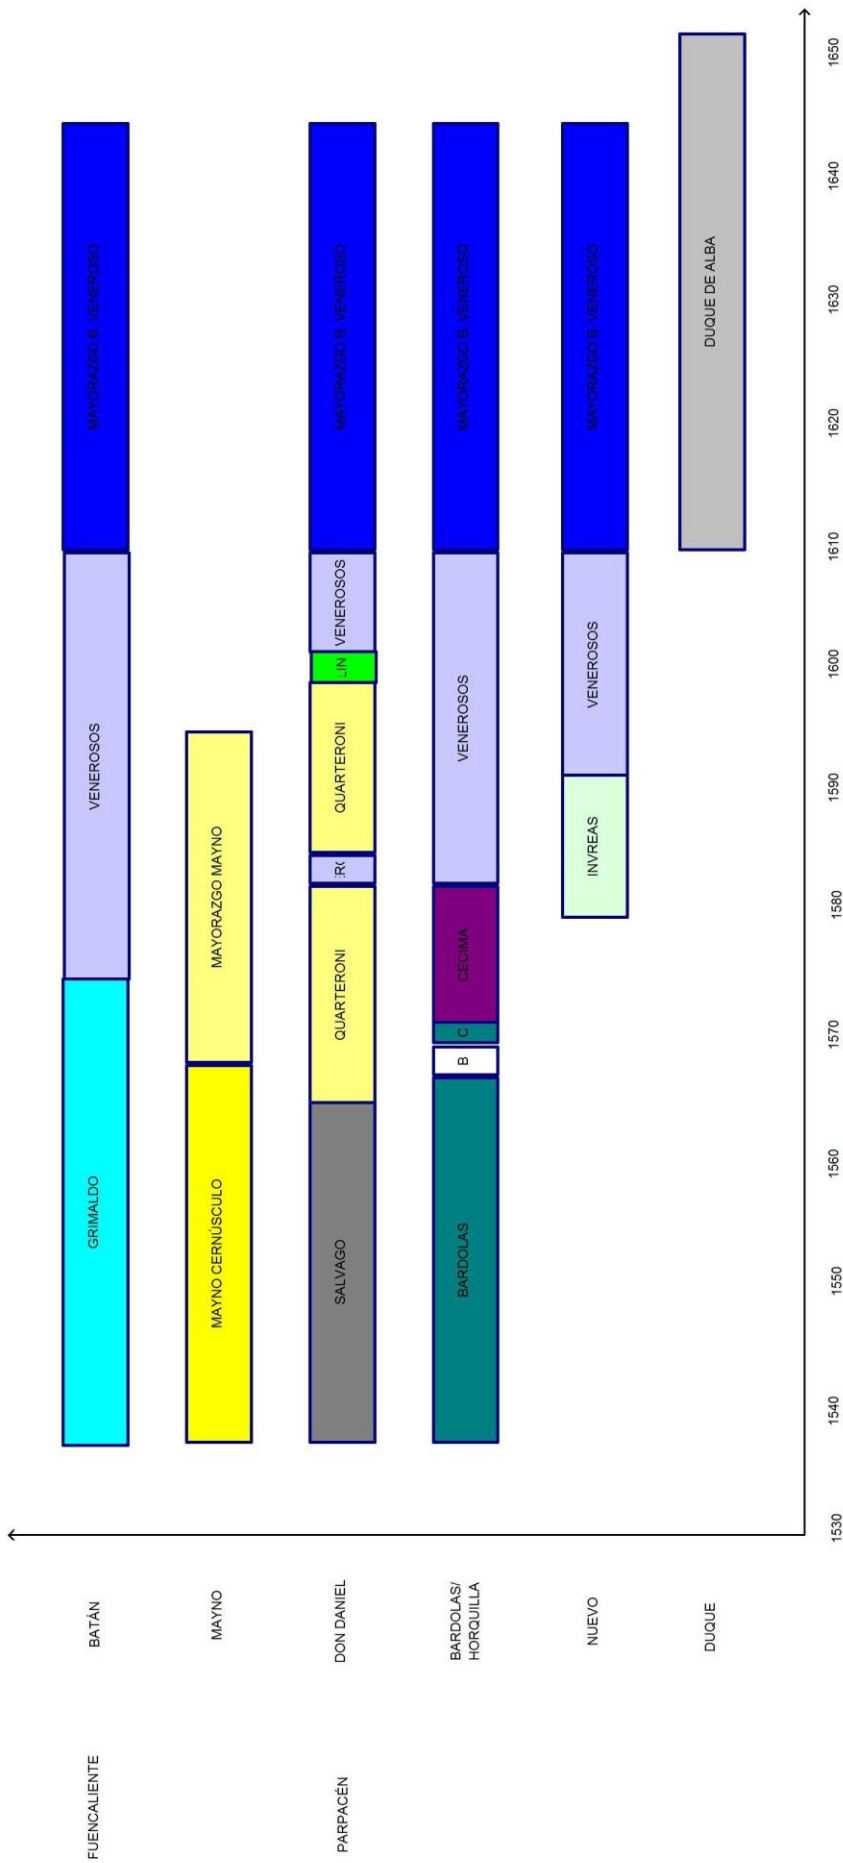 FUENCALIENTE
BATÁN
GRIMALDO
VENEROSOS
MAYORAZGO B. VENEROSO
MAYNO
MAYNO CERNÚSCULO
MAYORAZGO MAYNO
PARPACÉN
DON DANIEL
SALVAGO
QUARTERONI
QUARTERONI
LIN
VENEROSOS
MAYORAZGO B. VENEROSO
BARDOLAS/
HORQUILLA
BARDOLAS
B
C
CECIMA
VENEROSOS
MAYORAZGO B. VENEROSO
NUEVO
INVREAS
VENEROSOS
MAYORAZGO B. VENEROSO
DUQUE
DUQUE DE ALBA
1530 1540 1550 1560 1570 1580 1590 1600 1610 1620 1630 1640 1650